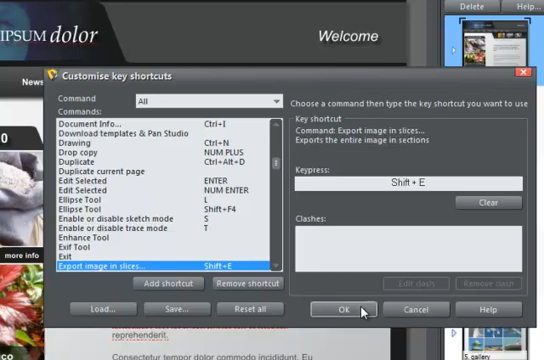 Delete
Help...
IPSUM dolor
Welcome
News
Customise key shortcuts
Command
All
Choose a command then type the key shortcut you want to use
Commands:
Document Info... Ctrl+I
Download templates & Pan Studio
Drawing Ctrl+N
Drop copy NUM PLUS
Duplicate Ctrl+Alt+D
Duplicate current page
Edit Selected ENTER
Edit Selected NUM ENTER
Ellipse Tool L
Ellipse Tool Shift+F4
Enable or disable sketch mode S
Enable or disable trace mode T
Enhance Tool
Exif Tool
Exit
Export image in slices... Shift+E
Key shortcut
Command: Export image in slices...
Exports the entire image in sections
Keypress:
Shift + E
Clear
Clashes:
Edit clash
Remove clash
Add shortcut
Remove shortcut
Load...
Save...
Reset all
OK
Cancel
Help
more info
reprehenderit.
Consectetur tempor dolor commodo incididunt. Eu
5. gallery